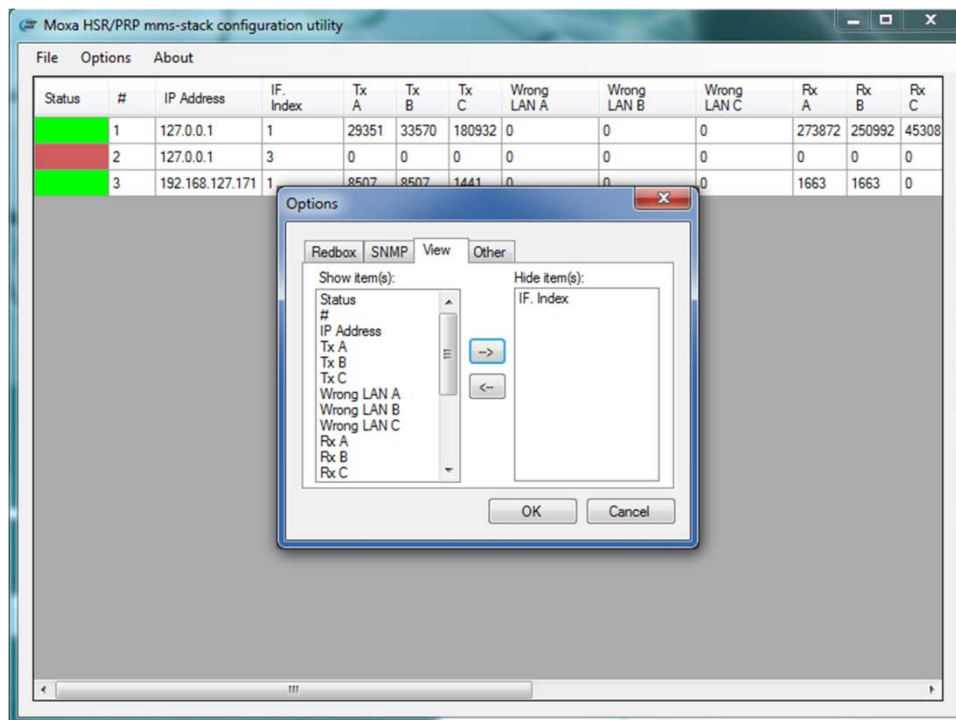 Moxa HSR/PRP mms-stack configuration utility
File Options About
Status # IP Address IF. Index Tx A Tx B Tx C Wrong LAN A Wrong LAN B Wrong LAN C Rx A Rx B Rx C
1 127.0.0.1 1 29351 33570 180932 0 0 0 273872 250992 45308
2 127.0.0.1 3 0 0 0 0 0 0 0 0 0
3 192.168.127.171 1 8507 8507 1441 0 0 0 1663 1663 0
Options
Redbox SNMP View Other
Show item(s): Hide item(s):
Status IF. Index
#
IP Address
Tx A
Tx B
Tx C
Wrong LAN A
Wrong LAN B
Wrong LAN C
Rx A
Rx B
Rx C
-->
<--
OK Cancel